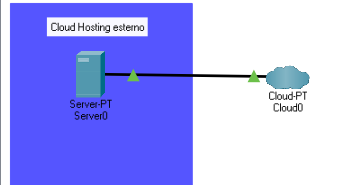 Cloud Hosting esterno
Server-PT
Server0
Cloud-PT
Cloud0